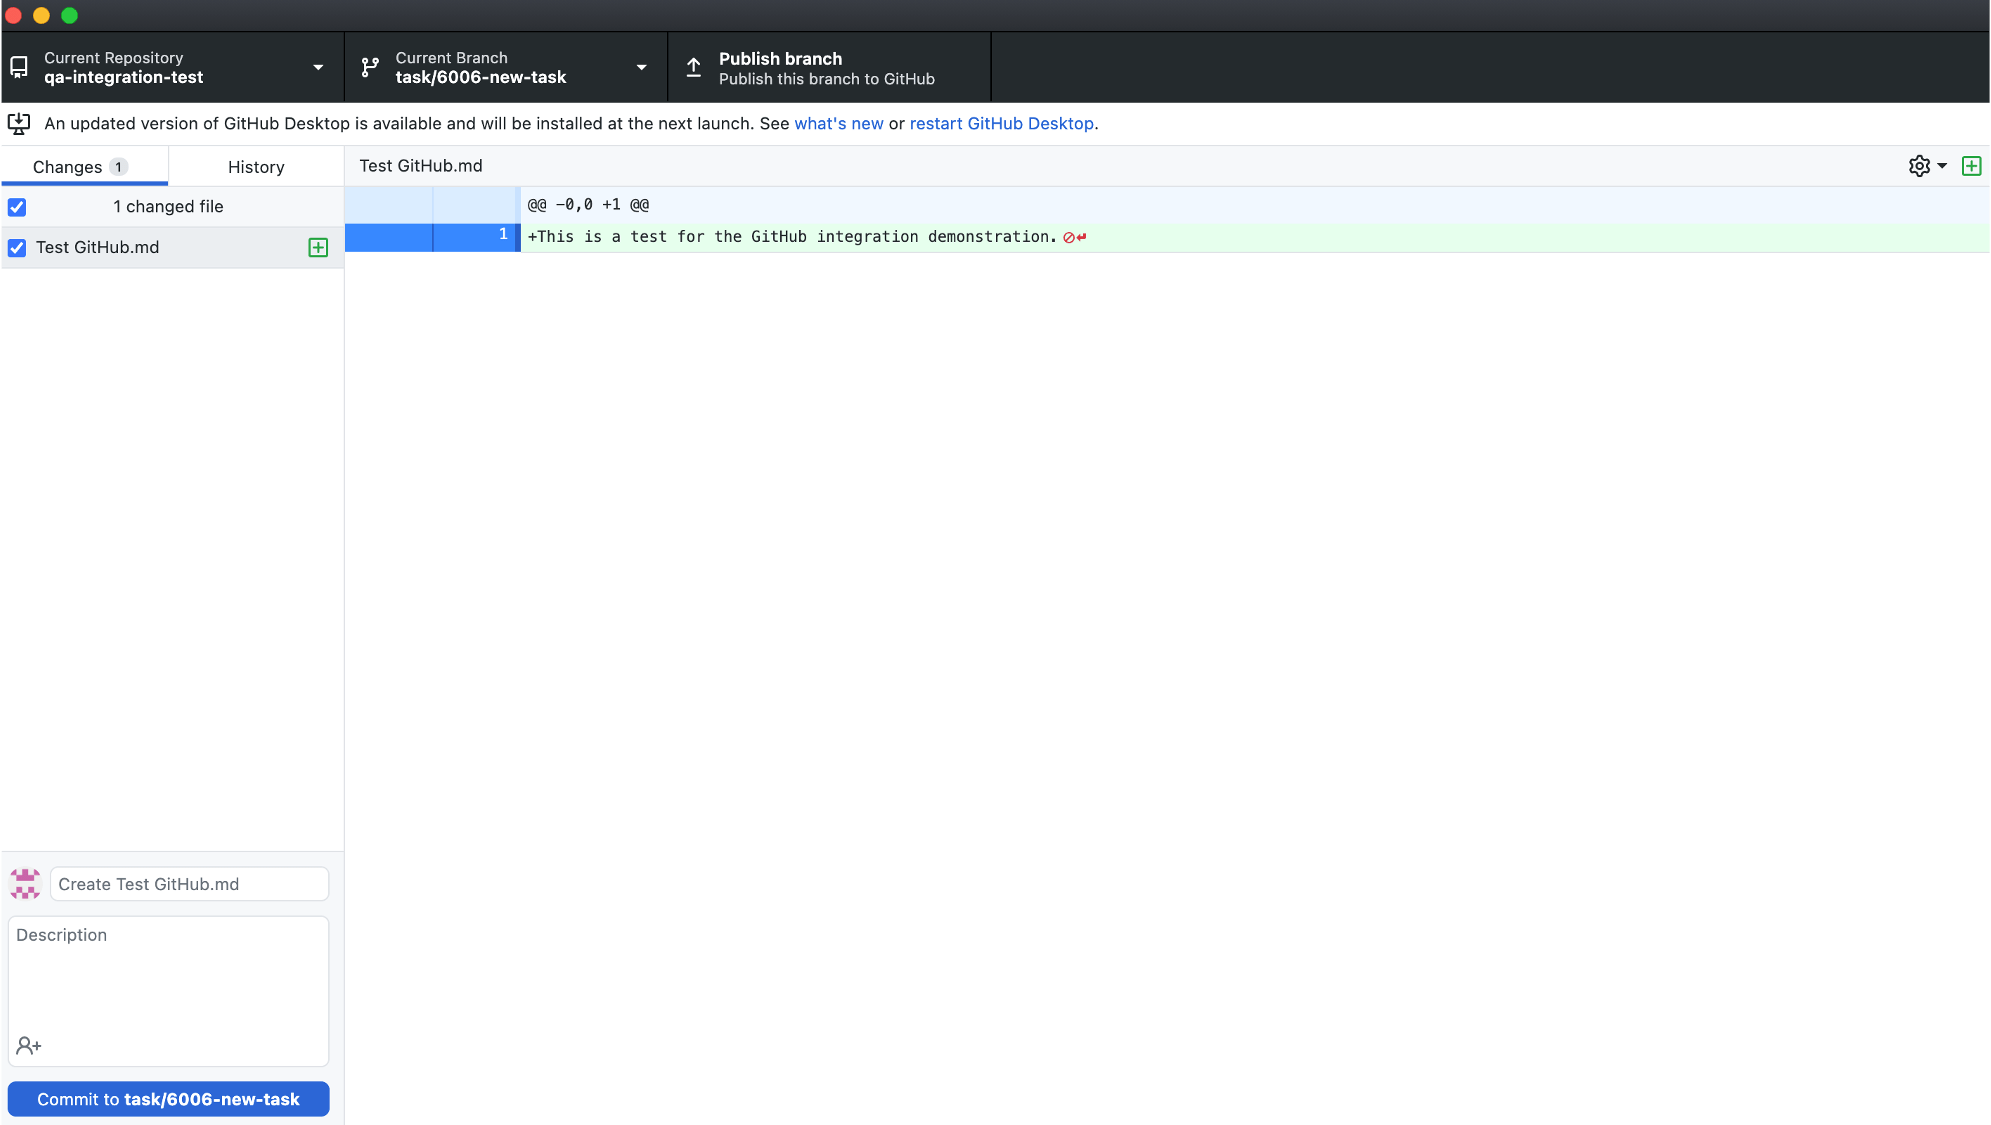 Current Repository
qa-integration-test
Current Branch
task/6006-new-task
Publish branch
Publish this branch to GitHub
An updated version of GitHub Desktop is available and will be installed at the next launch. See what's new or restart GitHub Desktop.
Changes 1
History
Test GitHub.md
1 changed file
@@ -0,0 +1 @@
1 +This is a test for the GitHub integration demonstration.
Test GitHub.md
Create Test GitHub.md
Description
Commit to task/6006-new-task